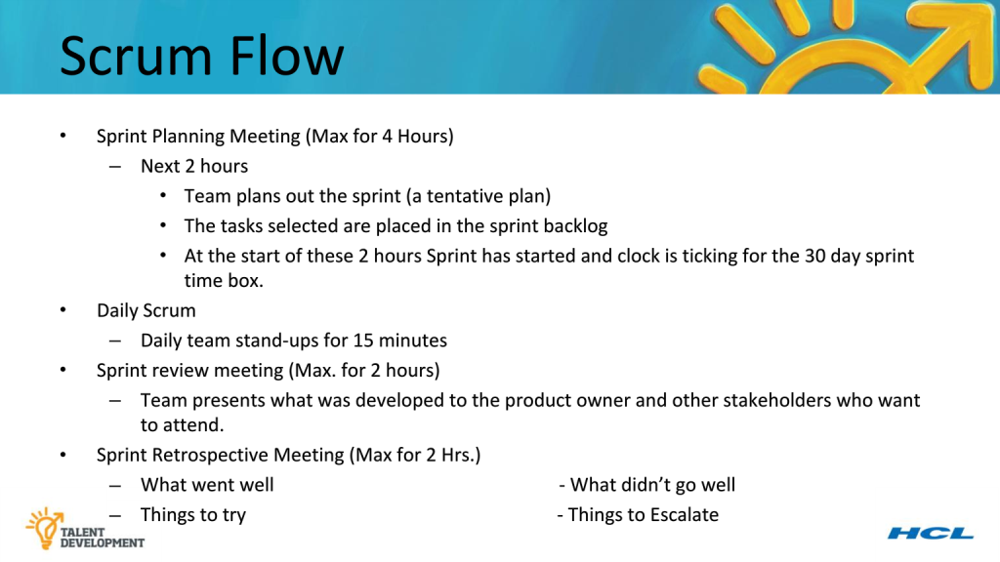 Scrum Flow
• Sprint Planning Meeting (Max for 4 Hours)
– Next 2 hours
• Team plans out the sprint (a tentative plan)
• The tasks selected are placed in the sprint backlog
• At the start of these 2 hours Sprint has started and clock is ticking for the 30 day sprint
time box.
• Daily Scrum
– Daily team stand-ups for 15 minutes
• Sprint review meeting (Max. for 2 hours)
– Team presents what was developed to the product owner and other stakeholders who want
to attend.
• Sprint Retrospective Meeting (Max for 2 Hrs.)
– What went well - What didn’t go well
– Things to try - Things to Escalate
TALENT
DEVELOPMENT
HCL